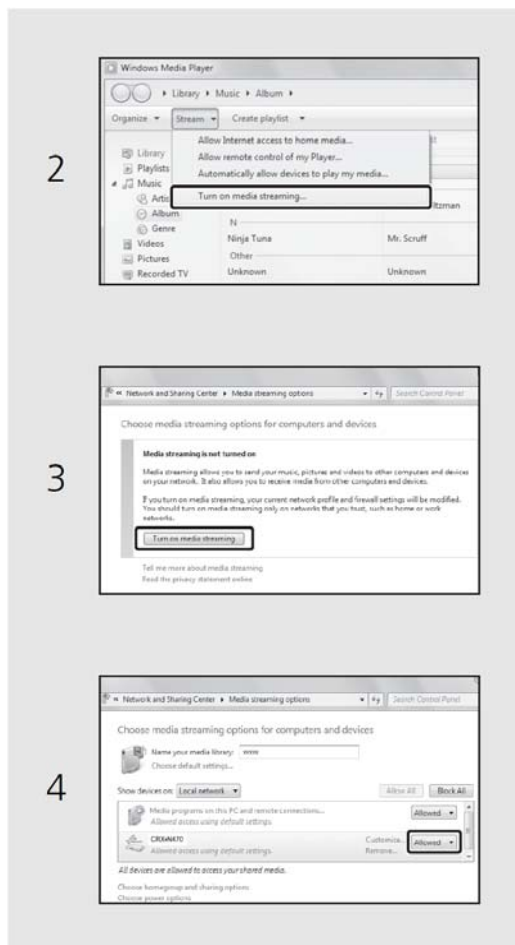 2
Windows Media Player
Library Music Album
Organize Stream Create playlist
Allow Internet access to home media...
Allow remote control of my Player...
Automatically allow devices to play my media...
Turn on media streaming...
Library
Playlists
Music
Artis
Album
Genre
Videos
Pictures
Recorded TV
ltzman
N
Ninja Tuna Mr. Scruff
Other
Unknown Unknown
3
« Network and Sharing Center Media streaming options Search Control Panel
Choose media streaming options for computers and devices
Media streaming is not turned on
Media streaming allows you to send your music, pictures and videos to other computers and devices
on your network. It also allows you to receive media from other computers and devices.
If you turn on media streaming, your current network profile and firewall settings will be modified.
You should turn on media streaming only on networks that you trust, such as home or work
networks.
Turn on media streaming
Tell me more about media streaming
Read the privacy statement online
4
« Network and Sharing Center Media streaming options Search Control Panel
Choose media streaming options for computers and devices
Name your media library:
Choose default settings...
Show devices on: Local network Allow All Block All
Media programs on this PC and remote connections... Allowed
Allowed access using default settings.
Customize... Allowed
Allowed access using default settings. Remove...
All devices are allowed to access your shared media.
Choose homegroup and sharing options
Choose power options